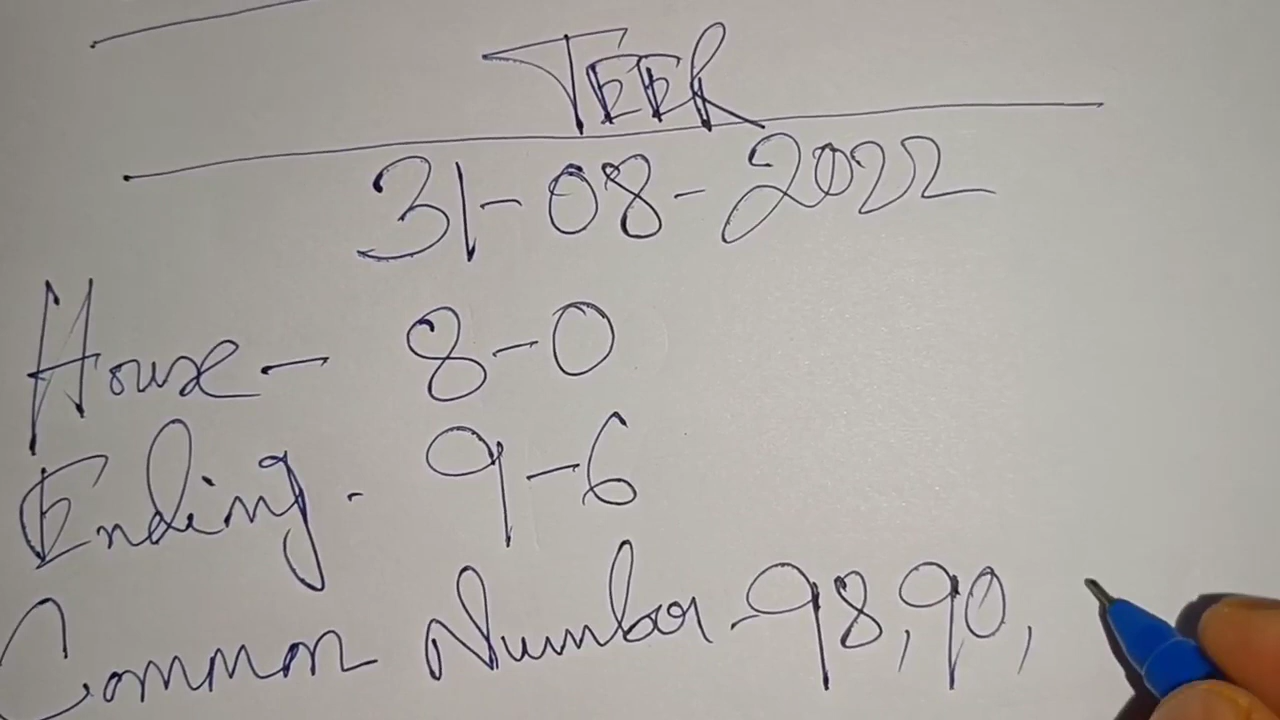 TEER
31-08-2022
House- 8-0
Ending. 9-6
Common Number-98,90,